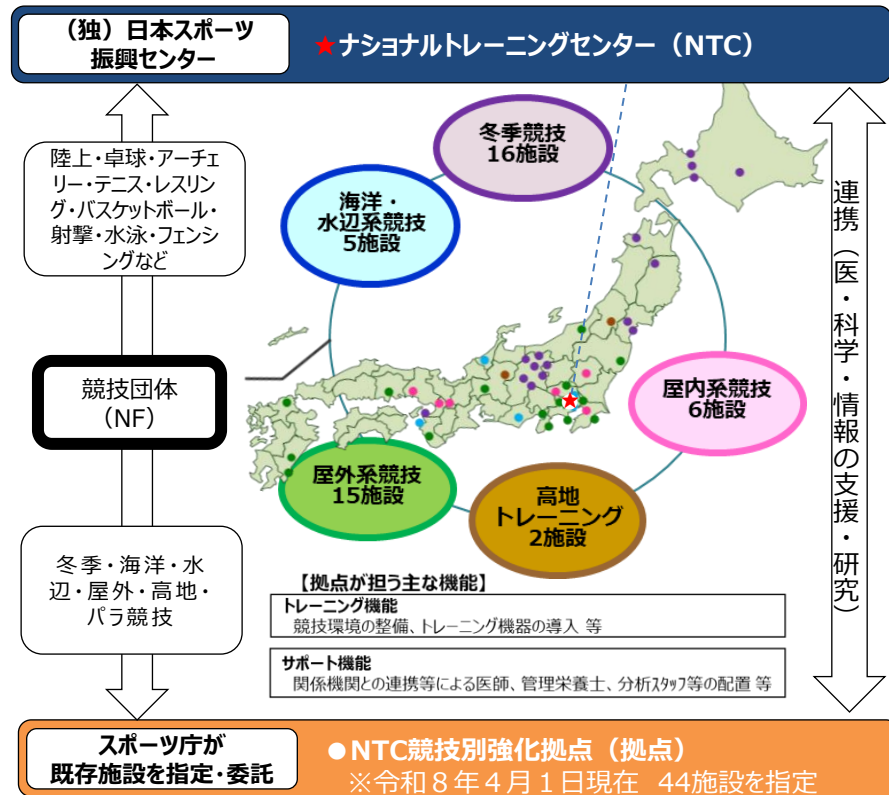 （独）日本スポーツ
振興センター
★ナショナルトレーニングセンター（NTC）
陸上・卓球・アーチェ
リー・テニス・レスリン
グ・バスケットボール・
射撃・水泳・フェンシ
ングなど
競技団体
（NF）
冬季・海洋・水
辺・屋外・高地・
パラ競技
冬季競技
16施設
海洋・
水辺系競技
5施設
屋内系競技
6施設
屋外系競技
15施設
高地
トレーニング
2施設
連携（医・科学・情報の支援・研究）
【拠点が担う主な機能】
トレーニング機能
競技環境の整備、トレーニング機器の導入 等
サポート機能
関係機関との連携等による医師、管理栄養士、分析スタッフ等の配置 等
スポーツ庁が
既存施設を指定・委託
●NTC競技別強化拠点（拠点）
※令和８年４月１日現在 44施設を指定